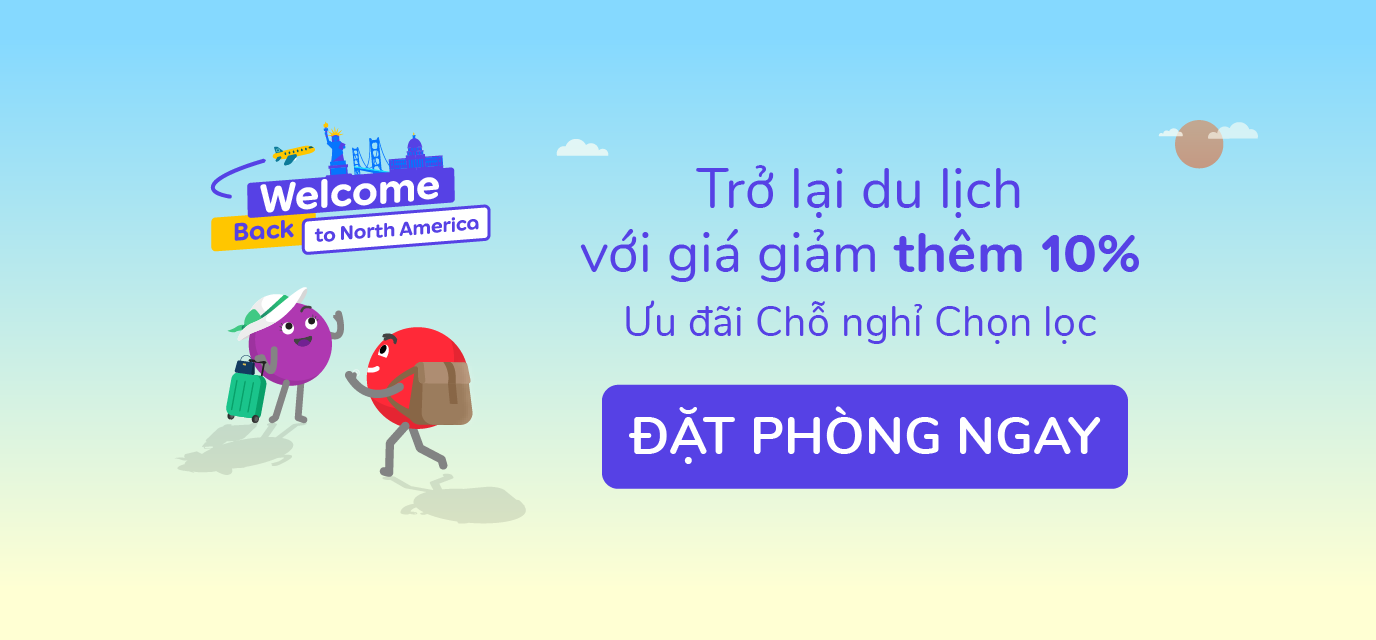 Welcome
Back to North America
Trở lại du lịch
với giá giảm thêm 10%
Ưu đãi Chỗ nghỉ Chọn lọc
ĐẶT PHÒNG NGAY